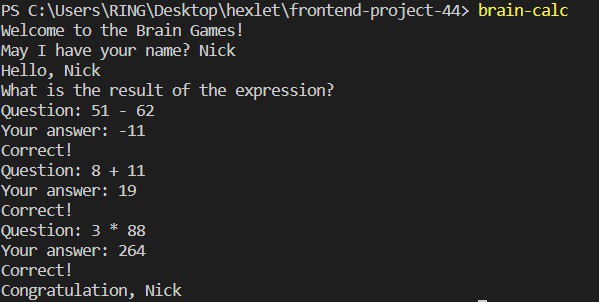 PS C:\Users\RING\Desktop\hexlet\frontend-project-44> brain-calc
Welcome to the Brain Games!
May I have your name? Nick
Hello, Nick
What is the result of the expression?
Question: 51 - 62
Your answer: -11
Correct!
Question: 8 + 11
Your answer: 19
Correct!
Question: 3 * 88
Your answer: 264
Correct!
Congratulation, Nick